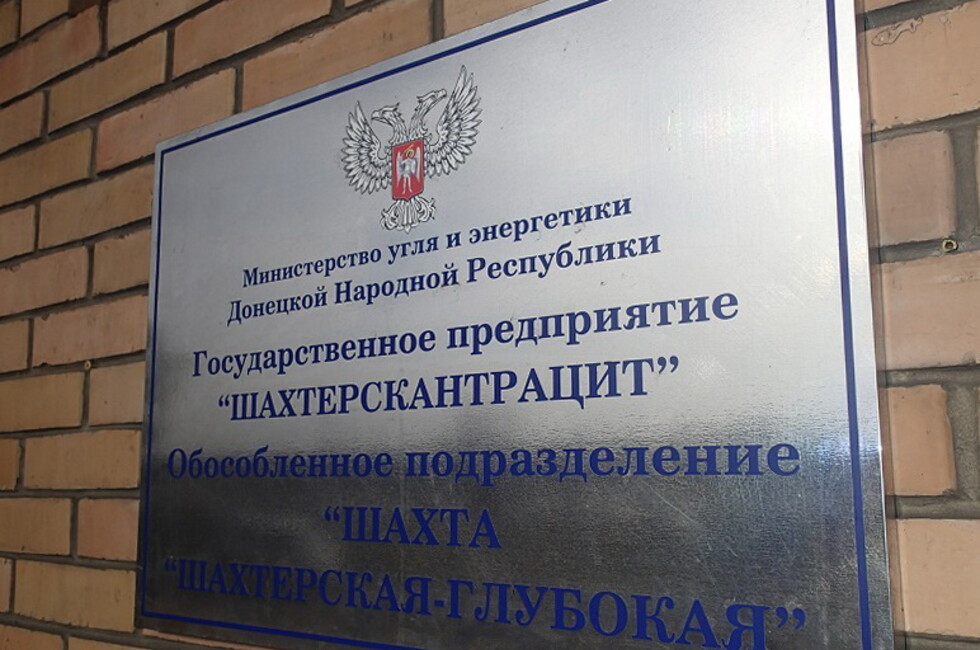 Министерство угля и энергетики
Донецкой Народной Республики
Государственное предприятие
“ШАХТЕРСКАНТРАЦИТ”
Обособленное подразделение
“ШАХТА
“ШАХТЕРСКАЯ-ГЛУБОКАЯ”